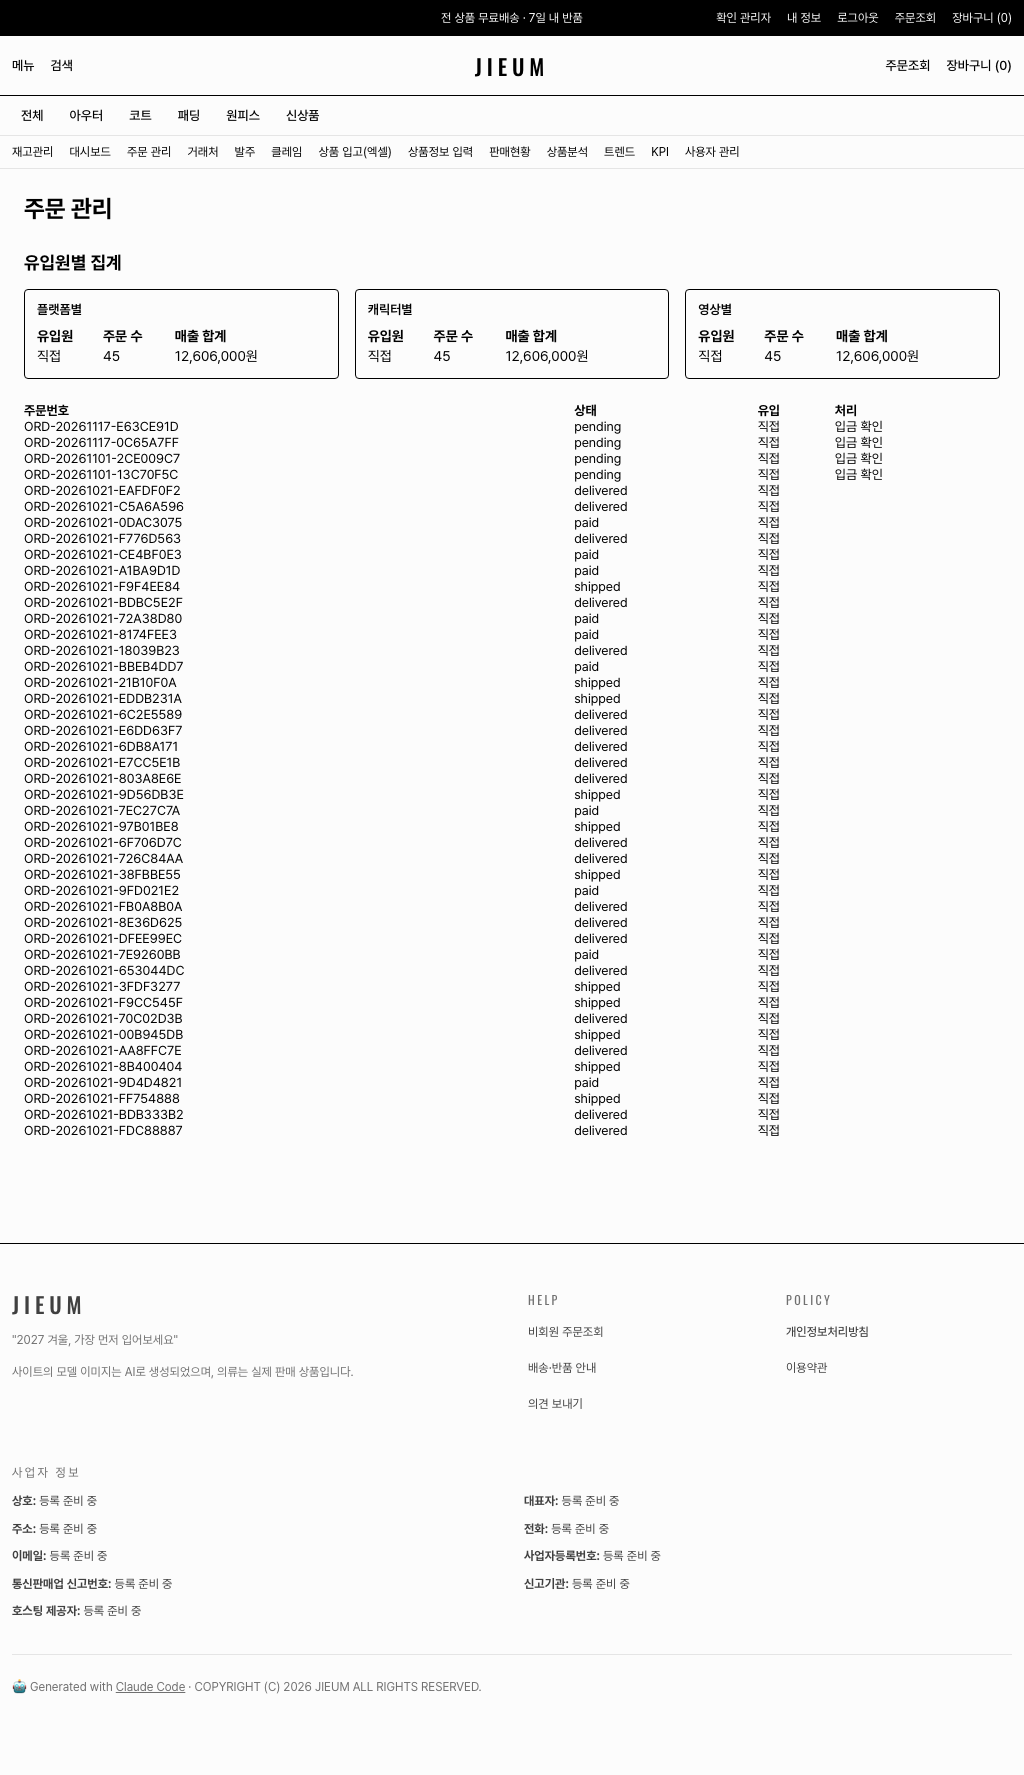 전 상품 무료배송 · 7일 내 반품
확인 관리자 내 정보 로그아웃 주문조회 장바구니 (0)
메뉴 검색
JIEUM
주문조회 장바구니 (0)
전체 아우터 코트 패딩 원피스 신상품
재고관리 대시보드 주문 관리 거래처 발주 클레임 상품 입고(엑셀) 상품정보 입력 판매현황 상품분석 트렌드 KPI 사용자 관리
주문 관리
유입원별 집계
플랫폼별
유입원 주문 수 매출 합계
직접 45 12,606,000원
캐릭터별
유입원 주문 수 매출 합계
직접 45 12,606,000원
영상별
유입원 주문 수 매출 합계
직접 45 12,606,000원
주문번호 상태 유입 처리
ORD-20261117-E63CE91D pending 직접 입금 확인
ORD-20261117-0C65A7FF pending 직접 입금 확인
ORD-20261101-2CE009C7 pending 직접 입금 확인
ORD-20261101-13C70F5C pending 직접 입금 확인
ORD-20261021-EAFDF0F2 delivered 직접
ORD-20261021-C5A6A596 delivered 직접
ORD-20261021-0DAC3075 paid 직접
ORD-20261021-F776D563 delivered 직접
ORD-20261021-CE4BF0E3 paid 직접
ORD-20261021-A1BA9D1D paid 직접
ORD-20261021-F9F4EE84 shipped 직접
ORD-20261021-BDBC5E2F delivered 직접
ORD-20261021-72A38D80 paid 직접
ORD-20261021-8174FEE3 paid 직접
ORD-20261021-18039B23 delivered 직접
ORD-20261021-BBEB4DD7 paid 직접
ORD-20261021-21B10F0A shipped 직접
ORD-20261021-EDDB231A shipped 직접
ORD-20261021-6C2E5589 delivered 직접
ORD-20261021-E6DD63F7 delivered 직접
ORD-20261021-6DB8A171 delivered 직접
ORD-20261021-E7CC5E1B delivered 직접
ORD-20261021-803A8E6E delivered 직접
ORD-20261021-9D56DB3E shipped 직접
ORD-20261021-7EC27C7A paid 직접
ORD-20261021-97B01BE8 shipped 직접
ORD-20261021-6F706D7C delivered 직접
ORD-20261021-726C84AA delivered 직접
ORD-20261021-38FBBE55 shipped 직접
ORD-20261021-9FD021E2 paid 직접
ORD-20261021-FB0A8B0A delivered 직접
ORD-20261021-8E36D625 delivered 직접
ORD-20261021-DFEE99EC delivered 직접
ORD-20261021-7E9260BB paid 직접
ORD-20261021-653044DC delivered 직접
ORD-20261021-3FDF3277 shipped 직접
ORD-20261021-F9CC545F shipped 직접
ORD-20261021-70C02D3B delivered 직접
ORD-20261021-00B945DB shipped 직접
ORD-20261021-AA8FFC7E delivered 직접
ORD-20261021-8B400404 shipped 직접
ORD-20261021-9D4D4821 paid 직접
ORD-20261021-FF754888 shipped 직접
ORD-20261021-BDB333B2 delivered 직접
ORD-20261021-FDC88887 delivered 직접
JIEUM
"2027 겨울, 가장 먼저 입어보세요"
사이트의 모델 이미지는 AI로 생성되었으며, 의류는 실제 판매 상품입니다.
HELP
비회원 주문조회
배송·반품 안내
의견 보내기
POLICY
개인정보처리방침
이용약관
사업자 정보
상호: 등록 준비 중
대표자: 등록 준비 중
주소: 등록 준비 중
전화: 등록 준비 중
이메일: 등록 준비 중
사업자등록번호: 등록 준비 중
통신판매업 신고번호: 등록 준비 중
신고기관: 등록 준비 중
호스팅 제공자: 등록 준비 중
🤖 Generated with Claude Code · COPYRIGHT (C) 2026 JIEUM ALL RIGHTS RESERVED.